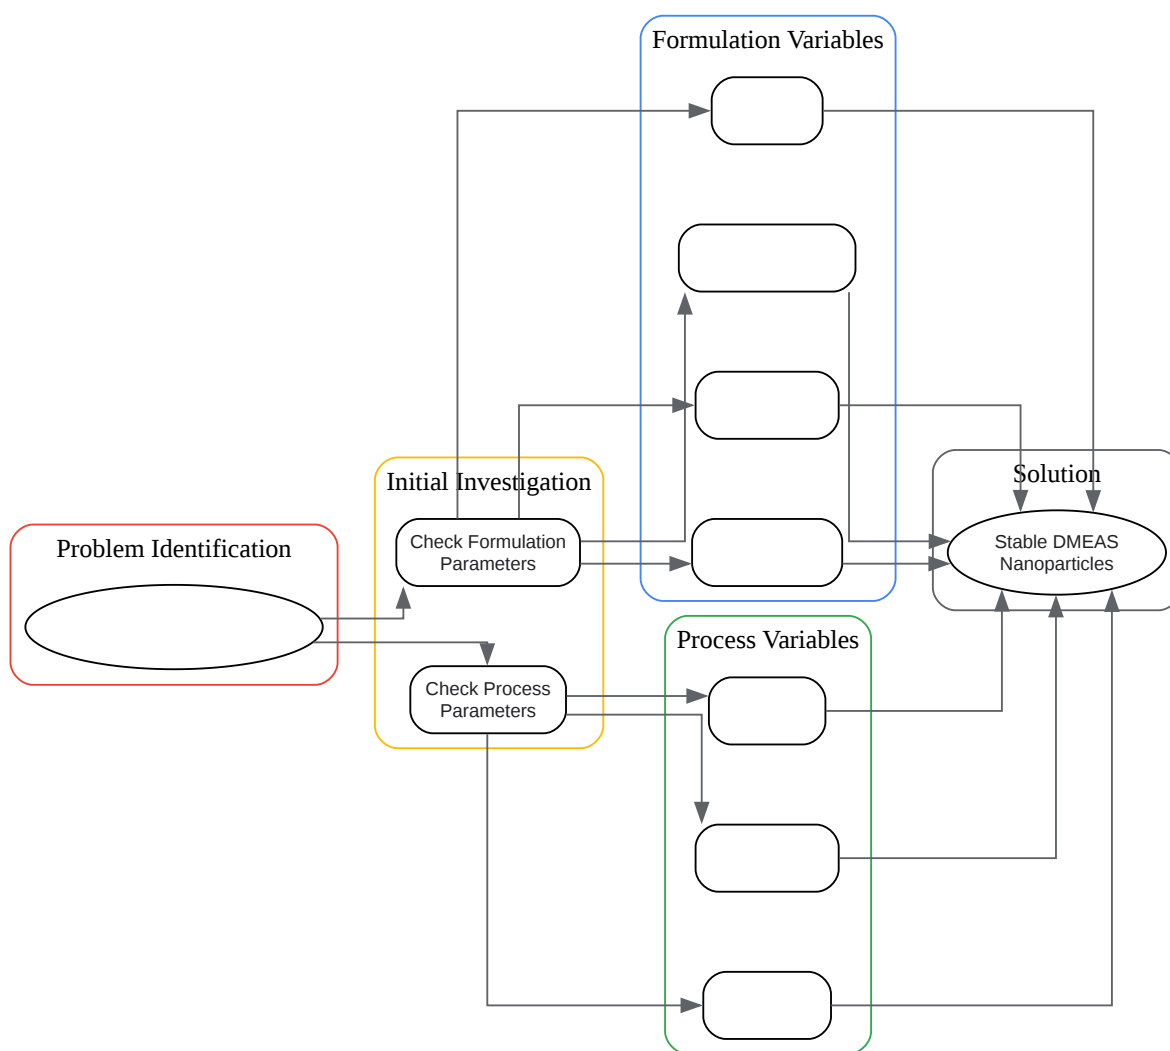 Formulation Variables
Initial Investigation
Solution
Check Formulation
Parameters
Stable DMEAS
Nanoparticles
Problem Identification
Process Variables
Check Process
Parameters